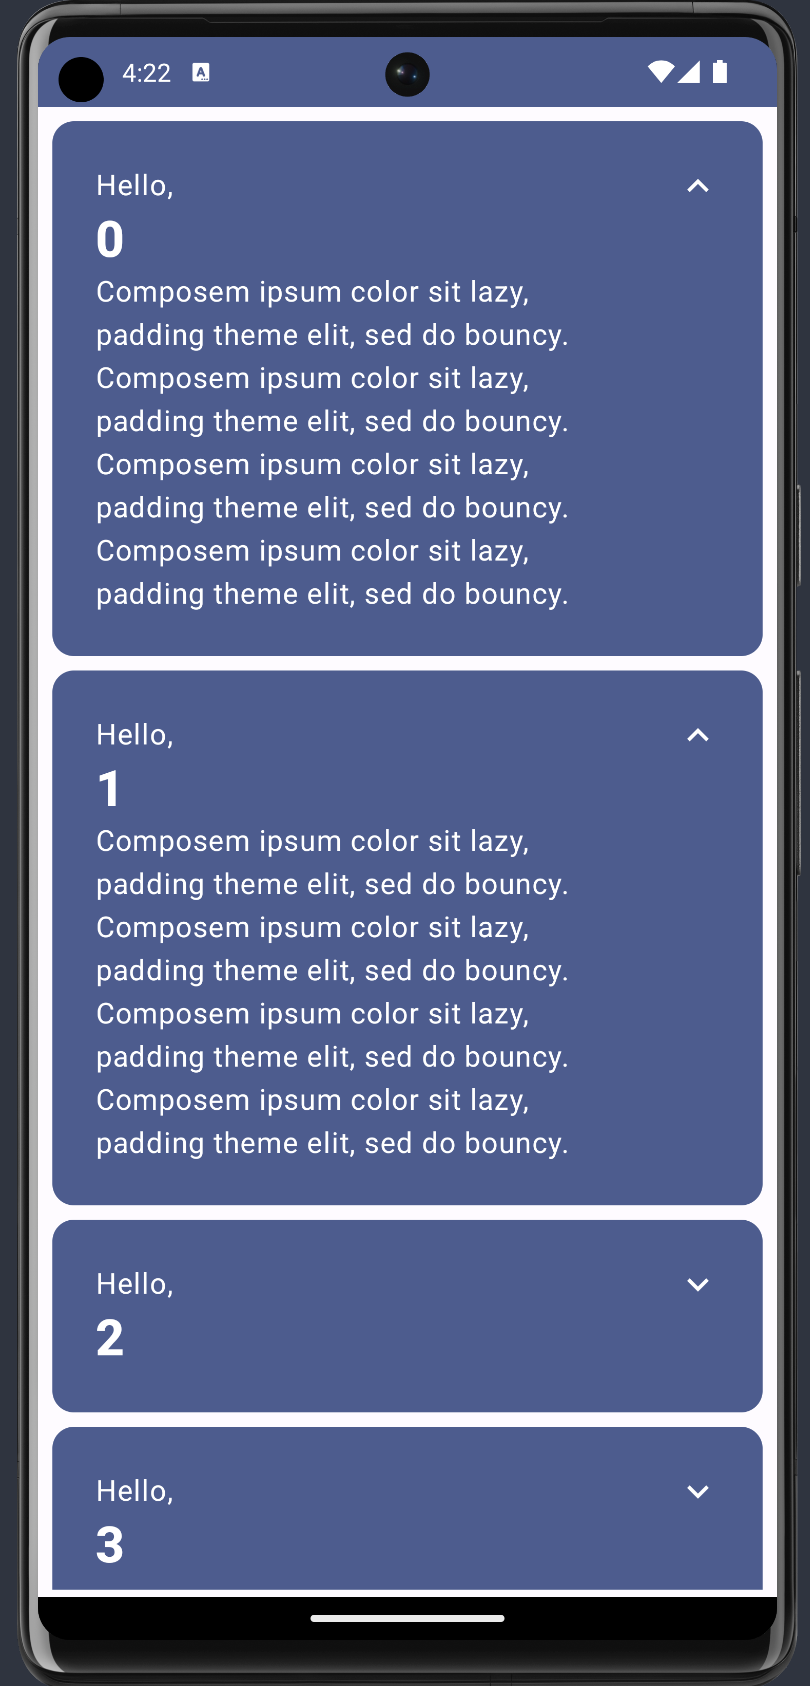 4:22
A
Hello,
0
Composem ipsum color sit lazy,
padding theme elit, sed do bouncy.
Composem ipsum color sit lazy,
padding theme elit, sed do bouncy.
Composem ipsum color sit lazy,
padding theme elit, sed do bouncy.
Composem ipsum color sit lazy,
padding theme elit, sed do bouncy.
Hello,
1
Composem ipsum color sit lazy,
padding theme elit, sed do bouncy.
Composem ipsum color sit lazy,
padding theme elit, sed do bouncy.
Composem ipsum color sit lazy,
padding theme elit, sed do bouncy.
Composem ipsum color sit lazy,
padding theme elit, sed do bouncy.
Hello,
2
Hello,
3